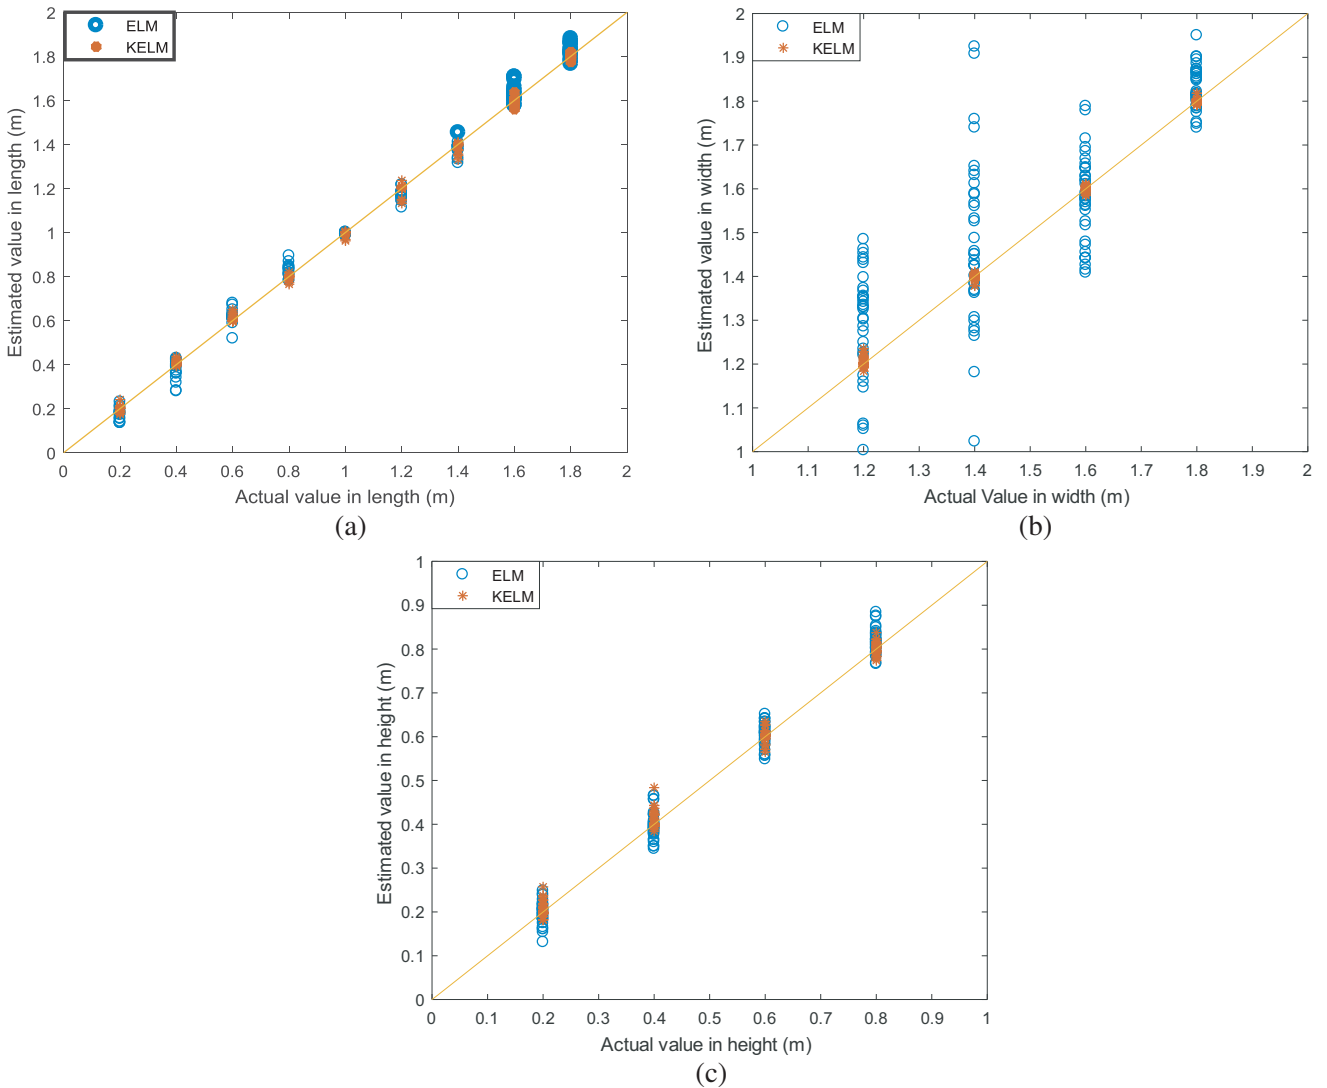 ELM
KELM
2
1.8
1.6
1.4
1.2
1
0.8
0.6
0.4
0.2
0
0 0.2 0.4 0.6 0.8 1 1.2 1.4 1.6 1.8 2
Estimated value in length (m)
Actual value in length (m)
(a)
ELM
KELM
2
1.9
1.8
1.7
1.6
1.5
1.4
1.3
1.2
1.1
1
1 1.1 1.2 1.3 1.4 1.5 1.6 1.7 1.8 1.9 2
Estimated value in width (m)
Actual Value in width (m)
(b)
ELM
KELM
1
0.9
0.8
0.7
0.6
0.5
0.4
0.3
0.2
0.1
0
0 0.1 0.2 0.3 0.4 0.5 0.6 0.7 0.8 0.9 1
Estimated value in height (m)
Actual value in height (m)
(c)